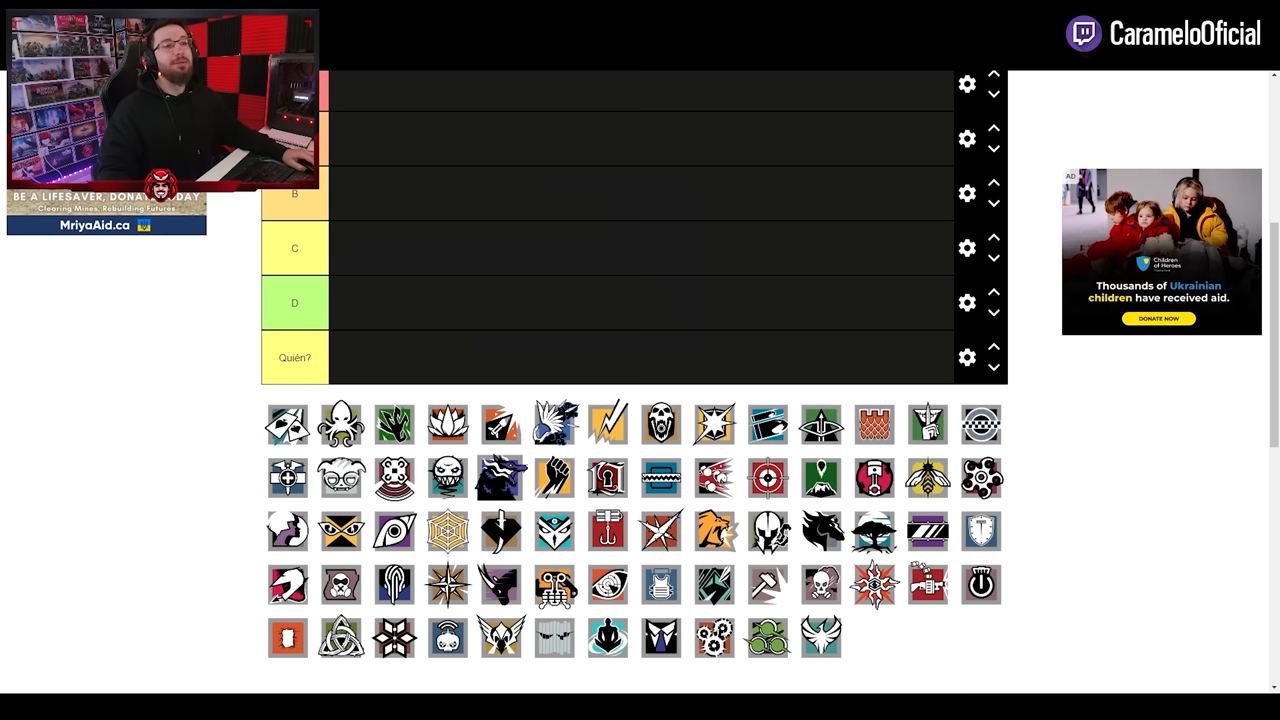 CarameloOficial
BE A LIFESAVER, DONATE
DAY
Clearing Mines. Rebuilding Futures
MriyaAid.ca
B
C
D
Quién?
AD
Children
of Heroes
Thousands of Ukrainian
children have received aid.
DONATE NOW